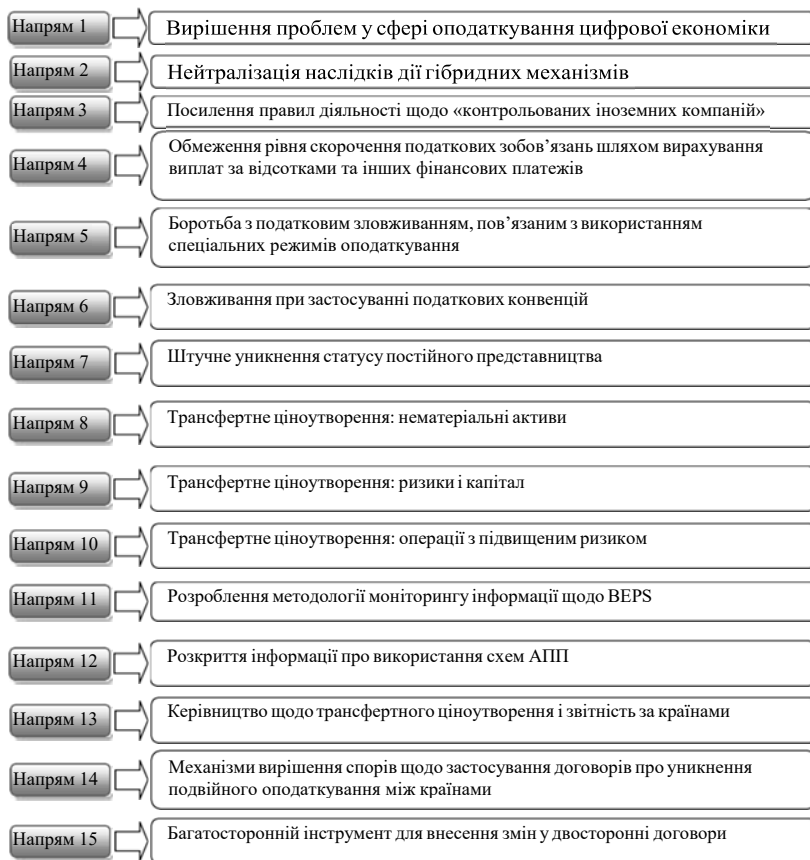 Напрям 1
Вирішення проблем у сфері оподаткування цифрової економіки
Напрям 2
Нейтралізація наслідків дії гібридних механізмів
Напрям 3
Посилення правил діяльності щодо «контрольованих іноземних компаній»
Напрям 4
Обмеження рівня скорочення податкових зобов’язань шляхом вирахування
виплат за відсотками та інших фінансових платежів
Напрям 5
Боротьба з податковим зловживанням, пов’язаним з використанням
спеціальних режимів оподаткування
Напрям 6
Зловживання при застосуванні податкових конвенцій
Напрям 7
Штучне уникнення статусу постійного представництва
Напрям 8
Трансфертне ціноутворення: нематеріальні активи
Напрям 9
Трансфертне ціноутворення: ризики і капітал
Напрям 10
Трансфертне ціноутворення: операції з підвищеним ризиком
Напрям 11
Розроблення методології моніторингу інформації щодо BEPS
Напрям 12
Розкриття інформації про використання схем АПП
Напрям 13
Керівництво щодо трансфертного ціноутворення і звітність за країнами
Напрям 14
Механізми вирішення спорів щодо застосування договорів про уникнення
подвійного оподаткування між країнами
Напрям 15
Багатосторонній інструмент для внесення змін у двосторонні договори